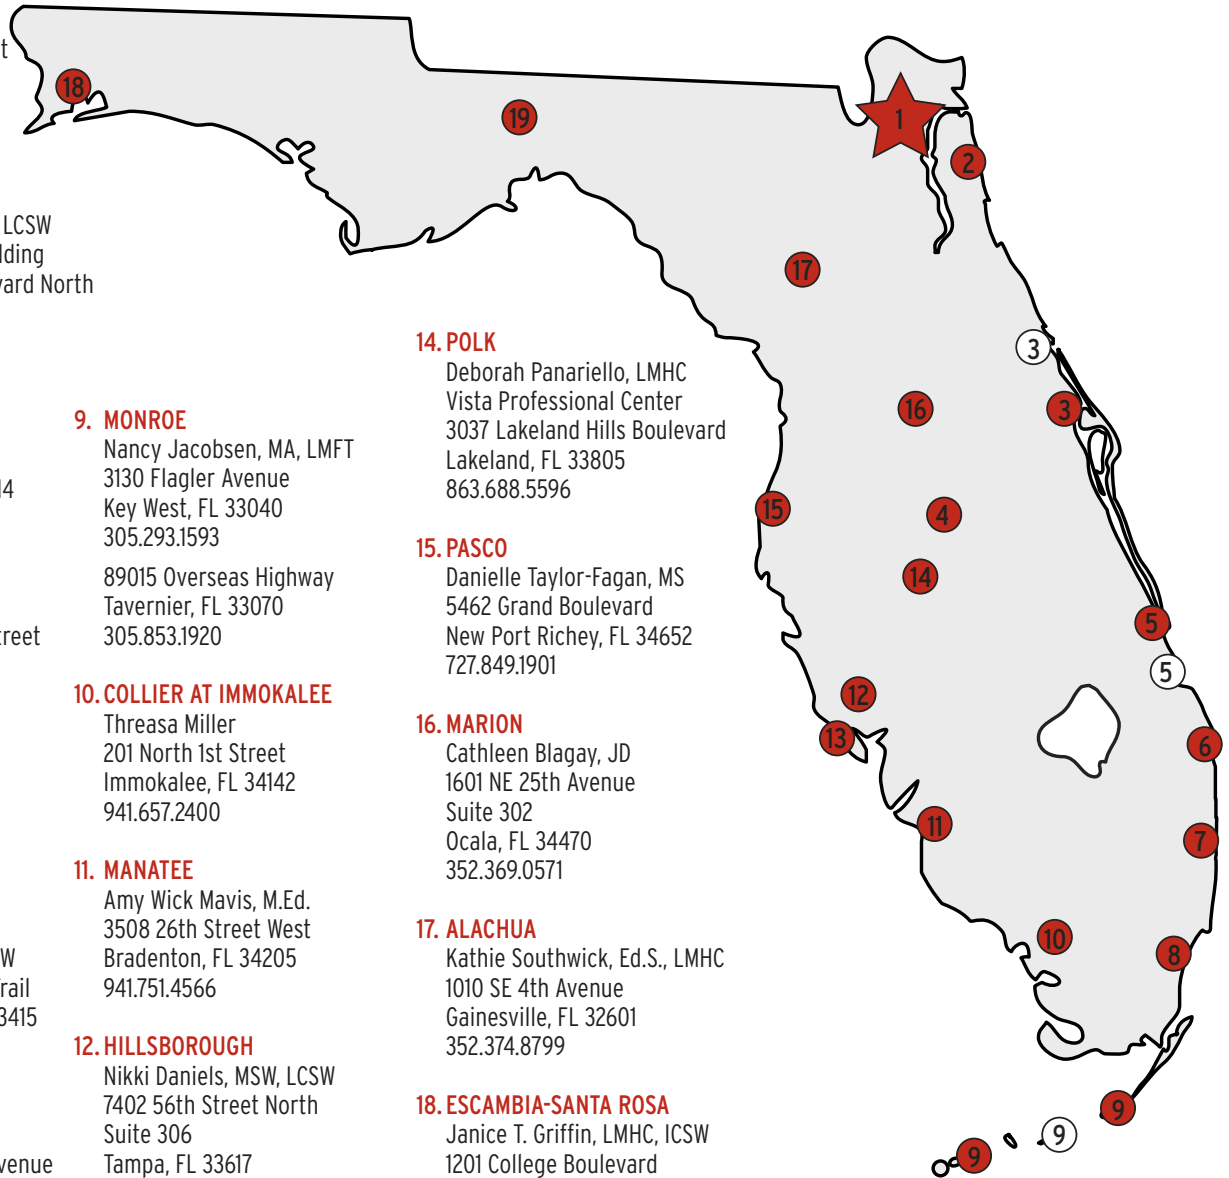 t
LCSW
lding
vard North
14
treet
W
Trail
3415
venue
9. MONROE
Nancy Jacobsen, MA, LMFT
3130 Flagler Avenue
Key West, FL 33040
305.293.1593
89015 Overseas Highway
Tavernier, FL 33070
305.853.1920
10. COLLIER AT IMMOKALEE
Threasa Miller
201 North 1st Street
Immokalee, FL 34142
941.657.2400
11. MANATEE
Amy Wick Mavis, M.Ed.
3508 26th Street West
Bradenton, FL 34205
941.751.4566
12. HILLSBOROUGH
Nikki Daniels, MSW, LCSW
7402 56th Street North
Suite 306
Tampa, FL 33617
14. POLK
Deborah Panariello, LMHC
Vista Professional Center
3037 Lakeland Hills Boulevard
Lakeland, FL 33805
863.688.5596
15. PASCO
Danielle Taylor-Fagan, MS
5462 Grand Boulevard
New Port Richey, FL 34652
727.849.1901
16. MARION
Cathleen Blagay, JD
1601 NE 25th Avenue
Suite 302
Ocala, FL 34470
352.369.0571
17. ALACHUA
Kathie Southwick, Ed.S., LMHC
1010 SE 4th Avenue
Gainesville, FL 32601
352.374.8799
18. ESCAMBIA-SANTA ROSA
Janice T. Griffin, LMHC, ICSW
1201 College Boulevard
18
19
1
2
17
3
16
3
15
4
14
5
5
12
13
6
11
7
10
8
9
9
9